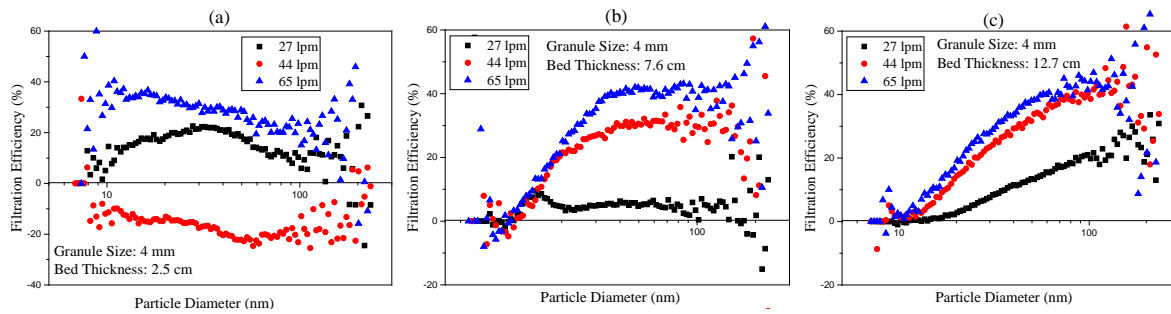 (a)
60
40
20
0
-20
-40
Filtration Efficiency (%)
27 lpm
44 lpm
65 lpm
10
100
Granule Size: 4 mm
Bed Thickness: 2.5 cm
Particle Diameter (nm)
(b)
60
40
20
0
-20
Filtration Efficiency (%)
27 lpm
44 lpm
65 lpm
Granule Size: 4 mm
Bed Thickness: 7.6 cm
100
Particle Diameter (nm)
(c)
60
40
20
0
-20
Filtration Efficiency (%)
27 lpm
44 lpm
65 lpm
Granule Size: 4 mm
Bed Thickness: 12.7 cm
10
100
Particle Diameter (nm)